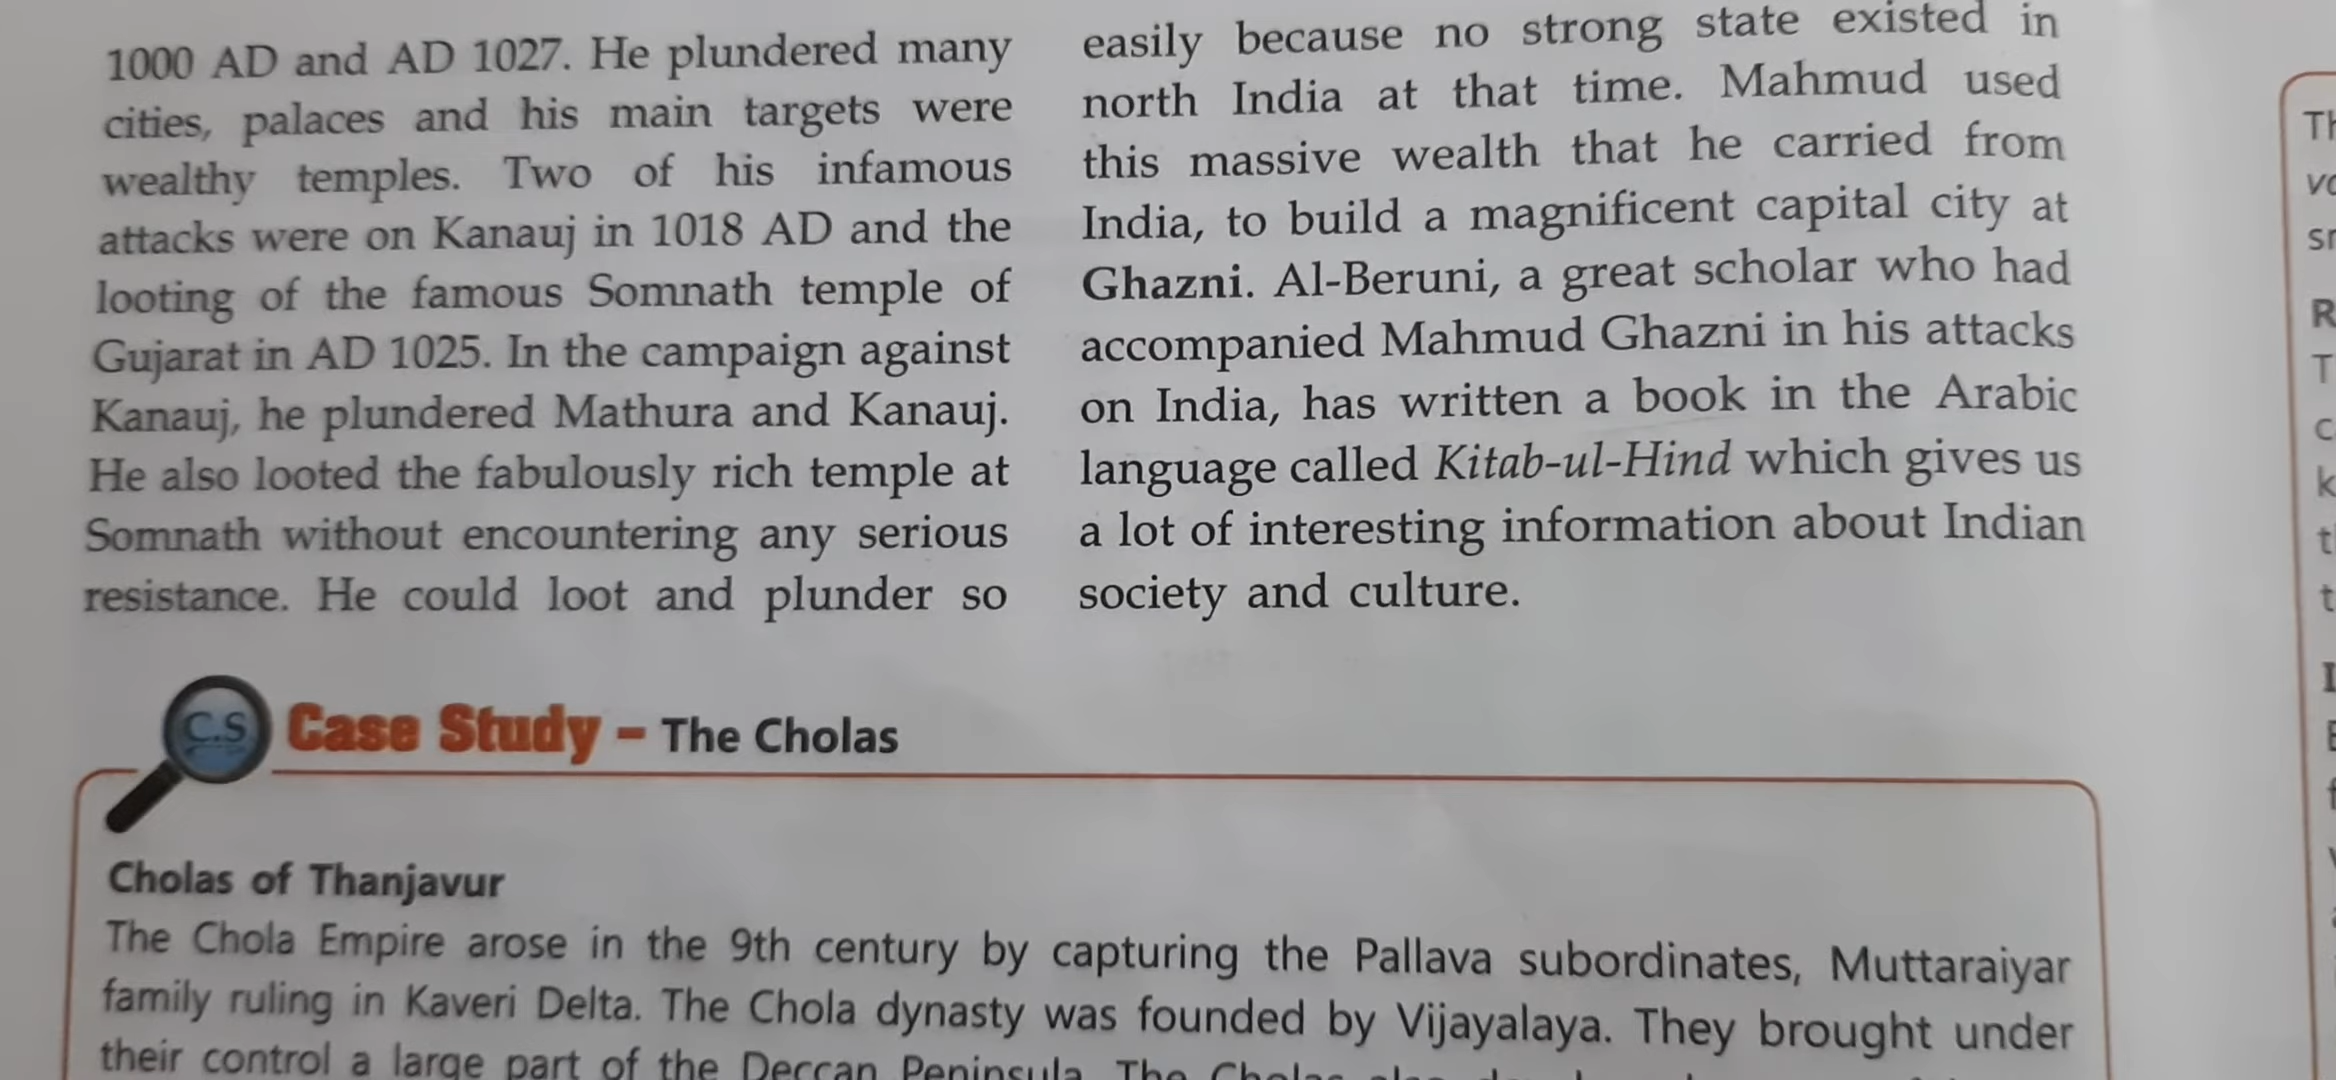 1000 AD and AD 1027. He plundered many
cities, palaces and his main targets were
wealthy temples. Two of his infamous
attacks were on Kanauj in 1018 AD and the
looting of the famous Somnath temple of
Gujarat in AD 1025. In the campaign against
Kanauj, he plundered Mathura and Kanauj.
He also looted the fabulously rich temple at
Somnath without encountering any serious
resistance. He could loot and plunder so
easily because no strong state existed in
north India at that time. Mahmud used
this massive wealth that he carried from
India, to build a magnificent capital city at
Ghazni. Al-Beruni, a great scholar who had
accompanied Mahmud Ghazni in his attacks
on India, has written a book in the Arabic
language called Kitab-ul-Hind which gives us
a lot of interesting information about Indian
society and culture.
C.S
Case Study – The Cholas
Cholas of Thanjavur
The Chola Empire arose in the 9th century by capturing the Pallava subordinates, Muttaraiyar
family ruling in Kaveri Delta. The Chola dynasty was founded by Vijayalaya. They brought under
their control a large part of the Deccan Peninsula. The Cholas also